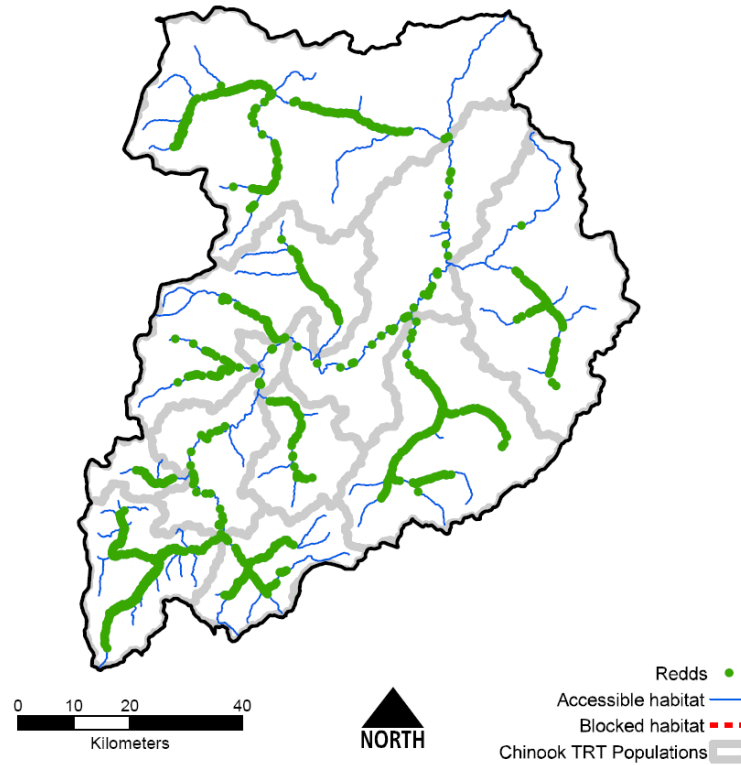 Redds
Accessible habitat
Blocked habitat
Chinook TRT Populations
0 10 20 40
Kilometers
NORTH